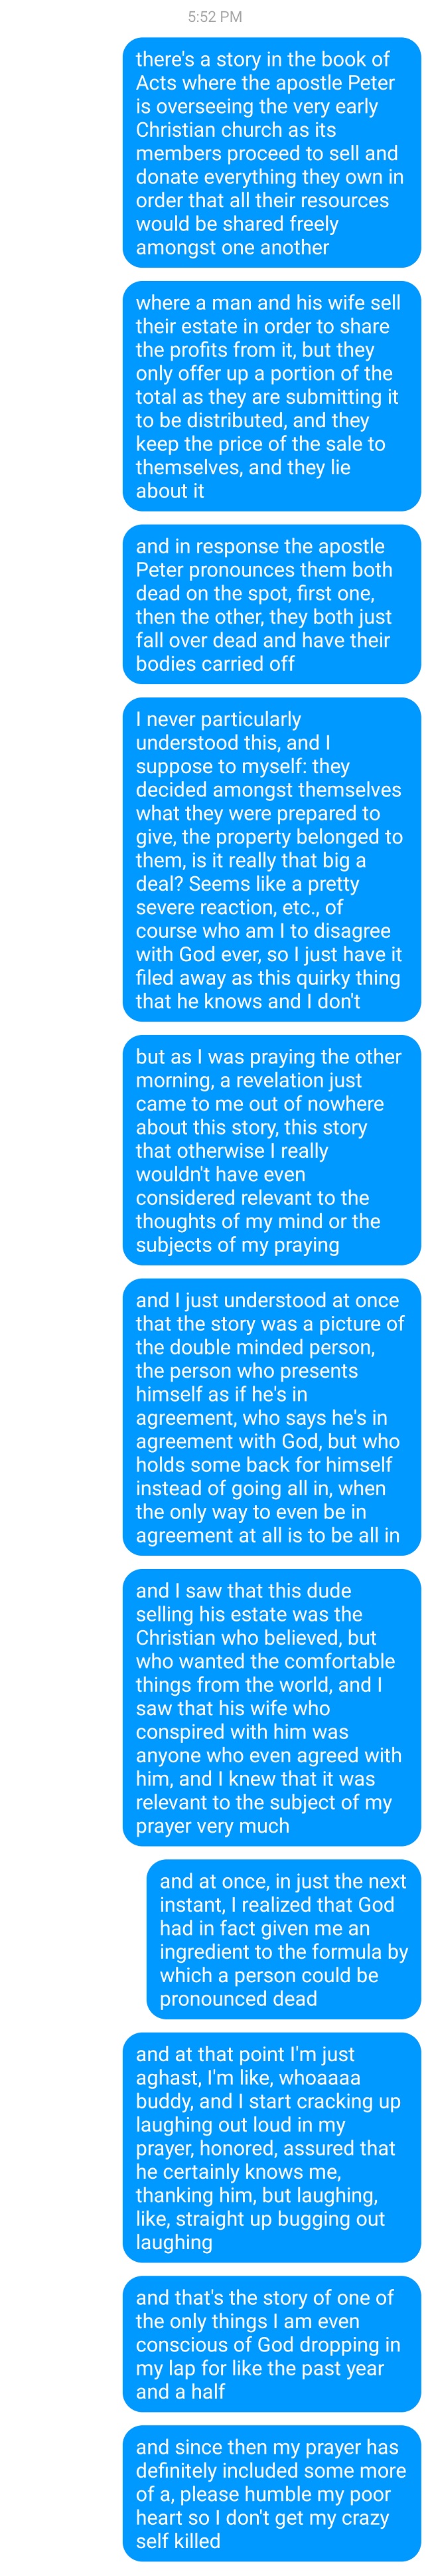 5:52 PM
there's a story in the book of
Acts where the apostle Peter
is overseeing the very early
Christian church as its
members proceed to sell and
donate everything they own in
order that all their resources
would be shared freely
amongst one another
where a man and his wife sell
their estate in order to share
the profits from it, but they
only offer up a portion of the
total as they are submitting it
to be distributed, and they
keep the price of the sale to
themselves, and they lie
about it
and in response the apostle
Peter pronounces them both
dead on the spot, first one,
then the other, they both just
fall over dead and have their
bodies carried off
I never particularly
understood this, and I
suppose to myself: they
decided amongst themselves
what they were prepared to
give, the property belonged to
them, is it really that big a
deal? Seems like a pretty
severe reaction, etc., of
course who am I to disagree
with God ever, so I just have it
filed away as this quirky thing
that he knows and I don't
but as I was praying the other
morning, a revelation just
came to me out of nowhere
about this story, this story
that otherwise I really
wouldn't have even
considered relevant to the
thoughts of my mind or the
subjects of my praying
and I just understood at once
that the story was a picture of
the double minded person,
the person who presents
himself as if he's in
agreement, who says he's in
agreement with God, but who
holds some back for himself
instead of going all in, when
the only way to even be in
agreement at all is to be all in
and I saw that this dude
selling his estate was the
Christian who believed, but
who wanted the comfortable
things from the world, and I
saw that his wife who
conspired with him was
anyone who even agreed with
him, and I knew that it was
relevant to the subject of my
prayer very much
and at once, in just the next
instant, I realized that God
had in fact given me an
ingredient to the formula by
which a person could be
pronounced dead
and at that point I'm just
aghast, I'm like, whoaaaa
buddy, and I start cracking up
laughing out loud in my
prayer, honored, assured that
he certainly knows me,
thanking him, but laughing,
like, straight up bugging out
laughing
and that's the story of one of
the only things I am even
conscious of God dropping in
my lap for like the past year
and a half
and since then my prayer has
definitely included some more
of a, please humble my poor
heart so I don't get my crazy
self killed